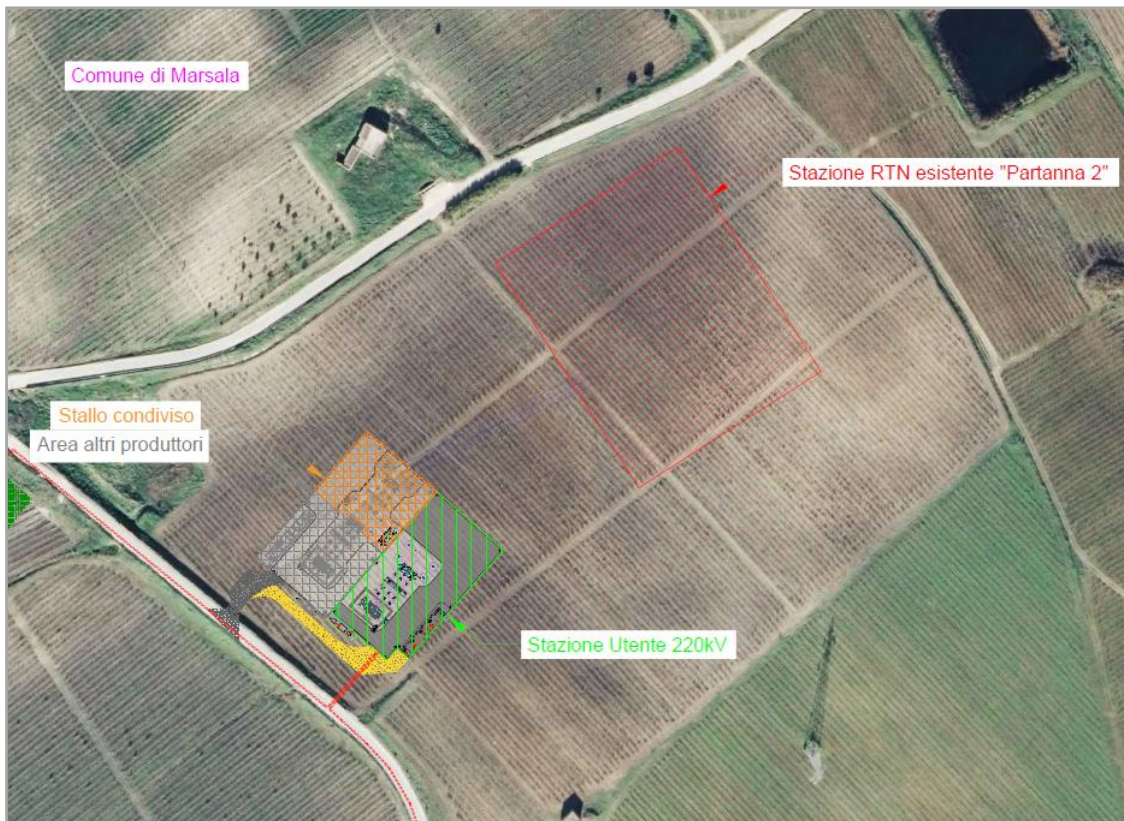 Comune di Marsala
Stazione RTN esistente "Partanna 2"
Stallo condiviso
Area altri produttori
Stazione Utente 220kV